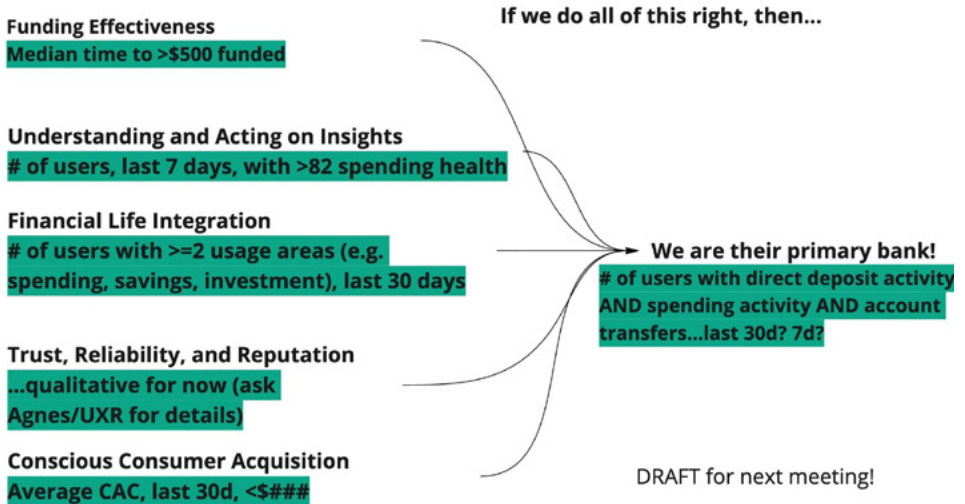 Funding Effectiveness
Median time to >$500 funded
If we do all of this right, then...
Understanding and Acting on Insights
# of users, last 7 days, with >82 spending health
Financial Life Integration
# of users with >=2 usage areas (e.g.
spending, savings, investment), last 30 days
We are their primary bank!
# of users with direct deposit activity
AND spending activity AND account
transfers...last 30d? 7d?
Trust, Reliability, and Reputation
...qualitative for now (ask
Agnes/UXR for details)
Conscious Consumer Acquisition
Average CAC, last 30d, <$###
DRAFT for next meeting!